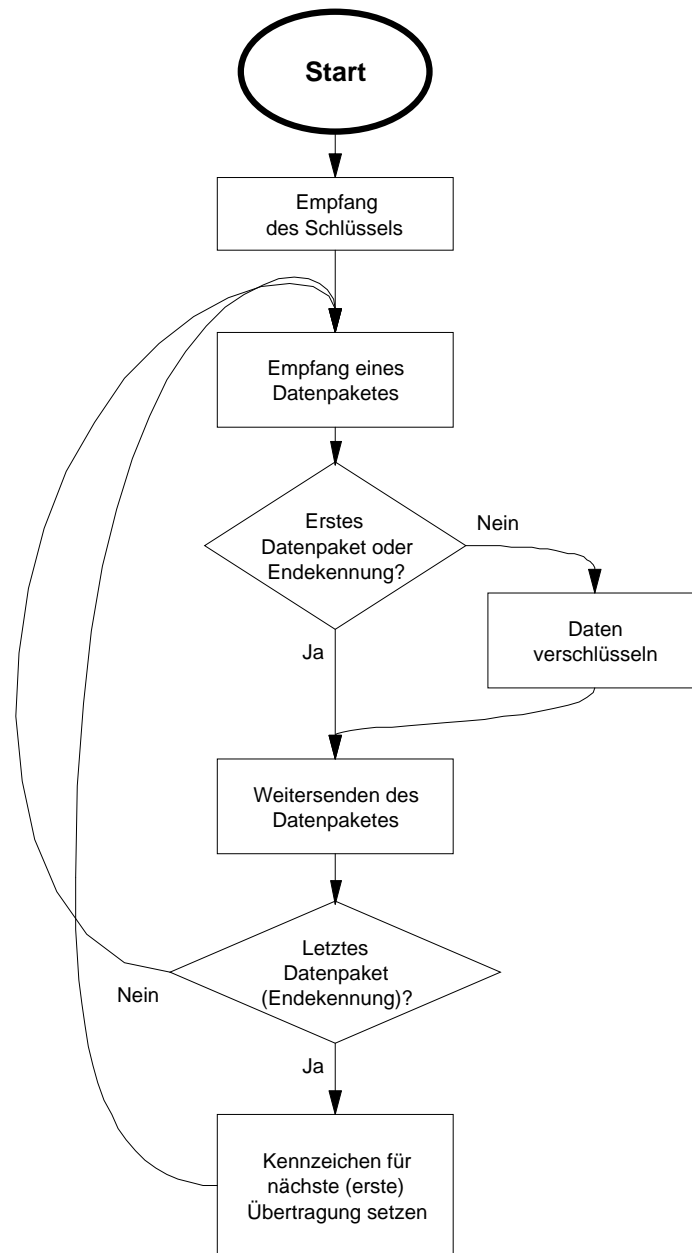 Start
Empfang
des Schlüssels
Empfang eines
Datenpaketes
Erstes
Datenpaket oder
Endekennung?
Nein
Daten
verschlüsseln
Ja
Weitersenden des
Datenpaketes
Letztes
Datenpaket
(Endekennung)?
Nein
Ja
Kennzeichen für
nächste (erste)
Übertragung setzen